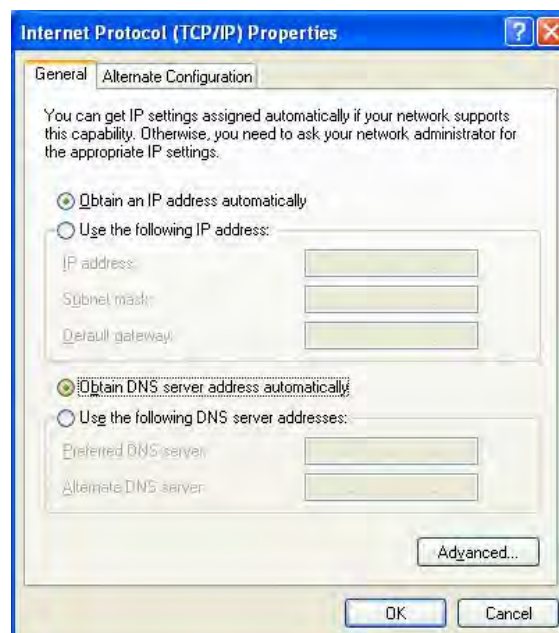 Internet Protocol (TCP/IP) Properties
General
Alternate Configuration
You can get IP settings assigned automatically if your network supports
this capability. Otherwise, you need to ask your network administrator for
the appropriate IP settings.
Obtain an IP address automatically
Use the following IP address:
IP address:
Subnet mask:
Default gateway:
Obtain DNS server address automatically
Use the following DNS server addresses:
Preferred DNS server:
Alternate DNS server:
Advanced...
OK
Cancel